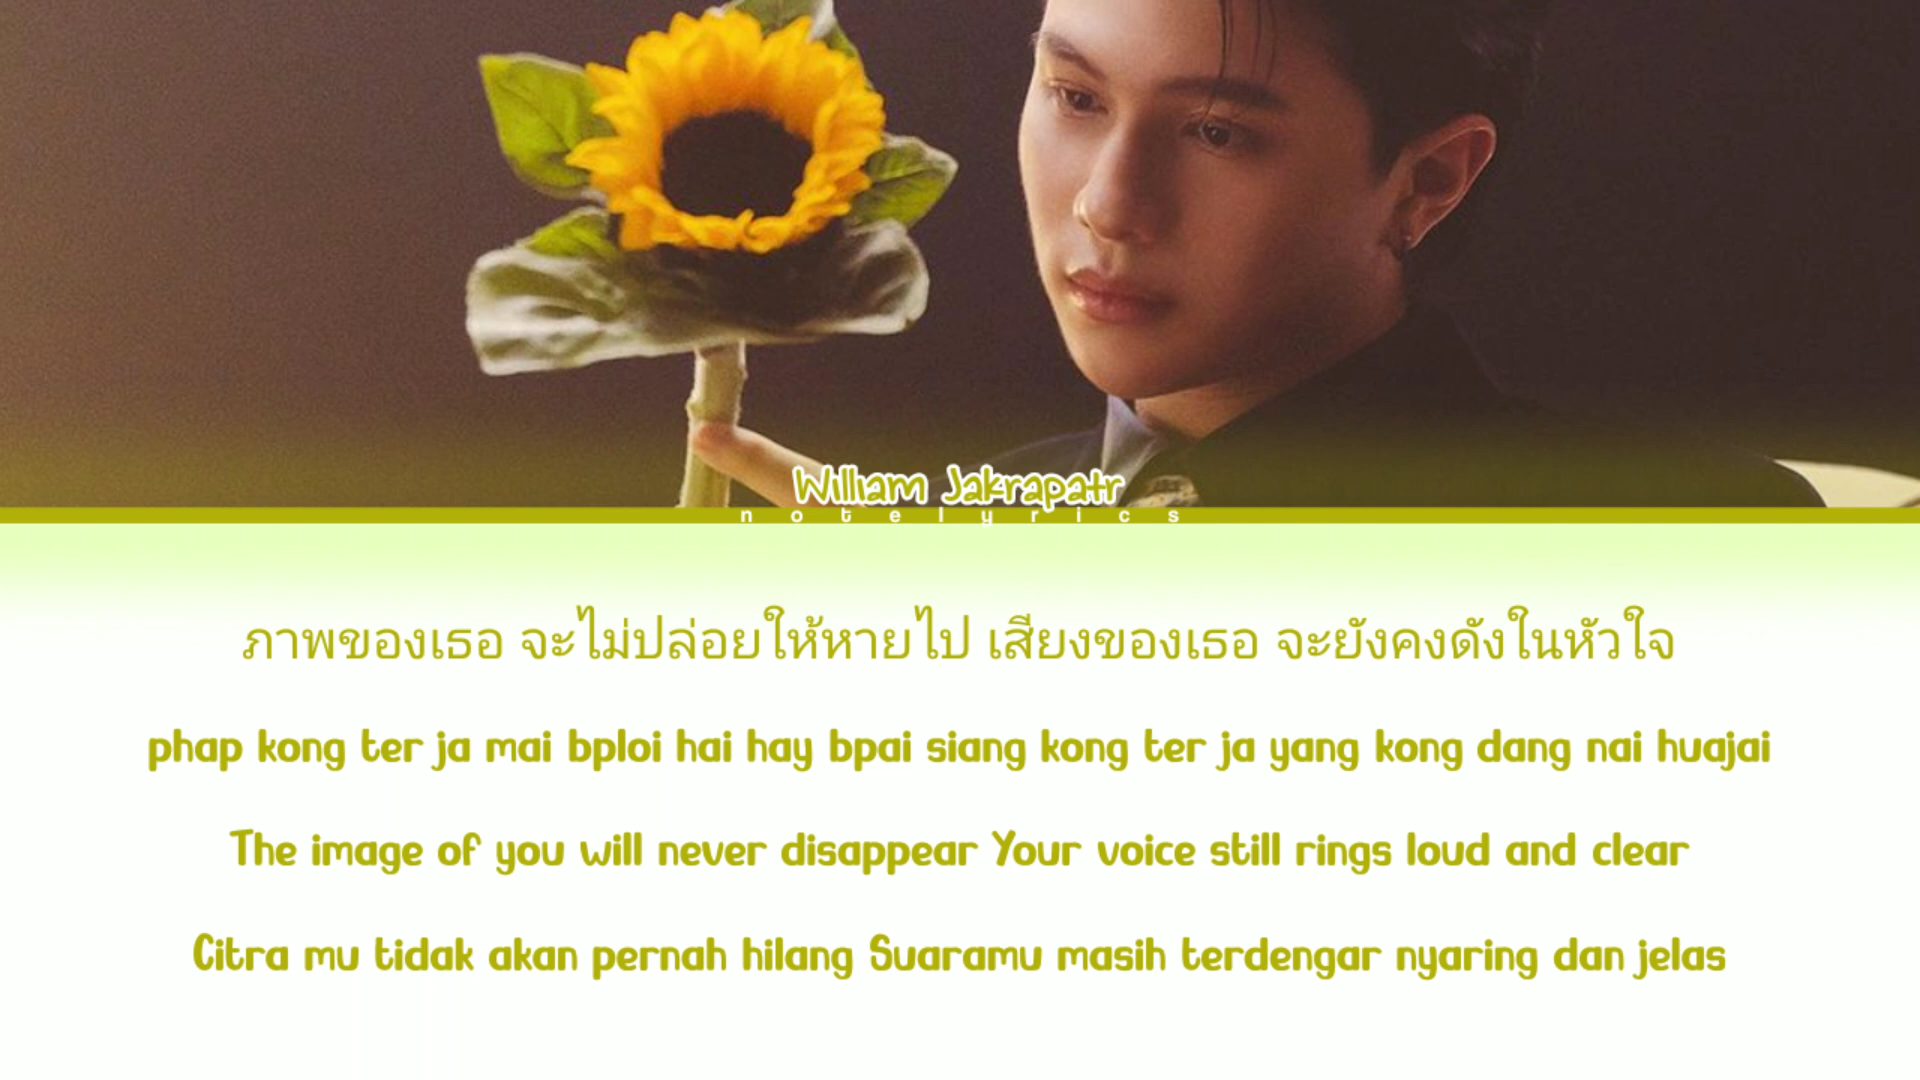 William Jakrapatr
notelyrics
ภาพของเธอ จะไม่ปล่อยให้หายไป เสียงของเธอ จะยังคงดังในหัวใจ
phap kong ter ja mai bploi hai hay bpai siang kong ter ja yang kong dang nai huajai
The image of you will never disappear Your voice still rings loud and clear
Citra mu tidak akan pernah hilang Suaramu masih terdengar nyaring dan jelas